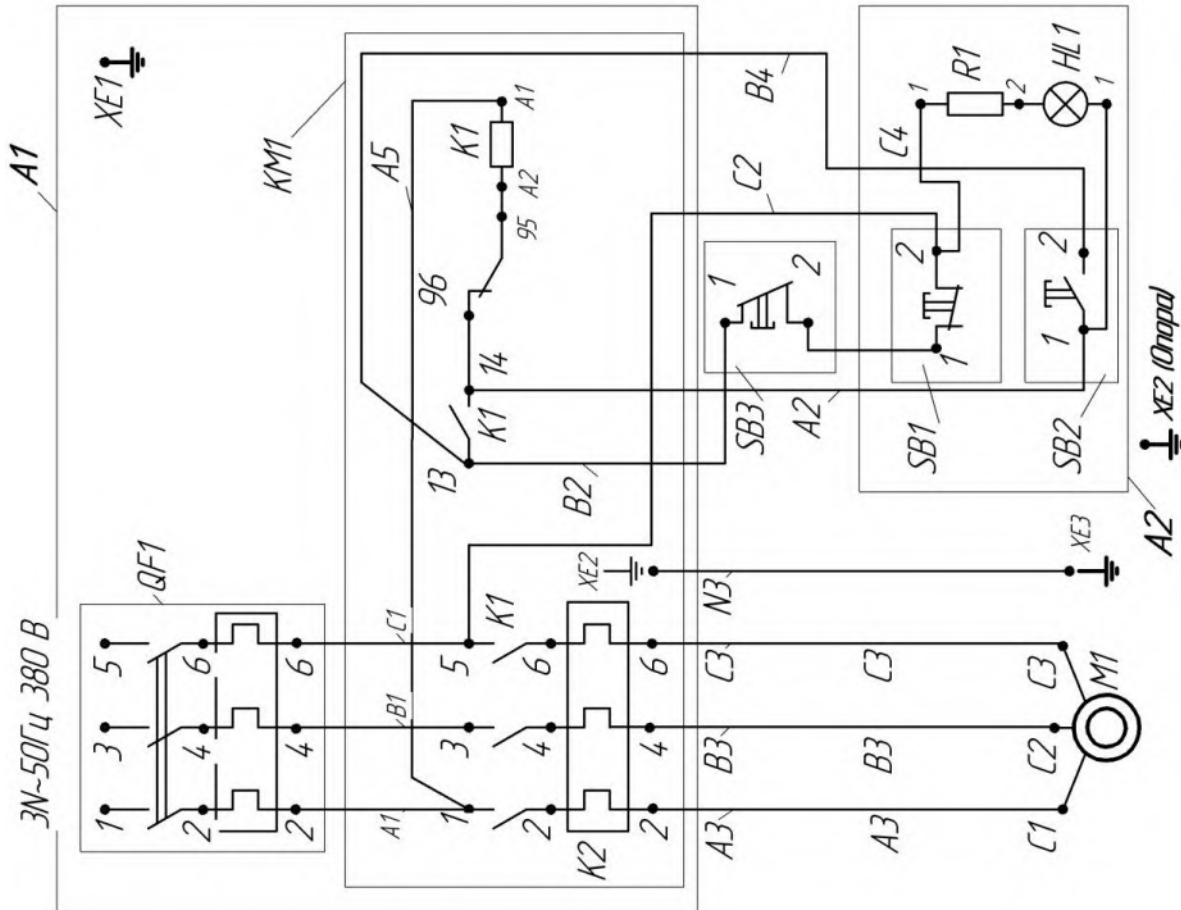 A1
XE1
3N~50Гц 380 В
QF1
1
3
5
2
4
6
2
4
6
KM1
A1
B1
C1
A5
K1
A1
A2
95
96
14
K1
13
1
3
5
K1
2
4
6
K2
2
4
6
XE2
B2
C2
B4
SB3
1
2
A2
C4
1
R1
2
HL1
1
SB1
1
2
SB2
1
2
A2
XE2 (Опора)
N3
XE3
A3
B3
C3
A3
B3
C3
C1
C2
C3
M1